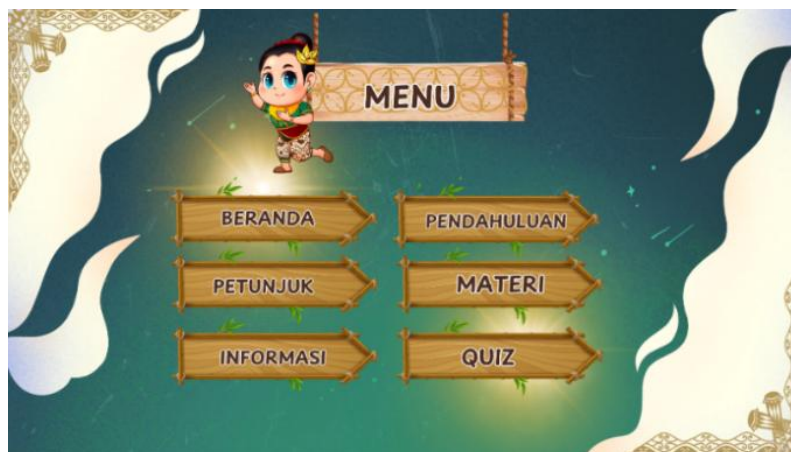 MENU
BERANDA
PENDAHULUAN
PETUNJUK
MATERI
INFORMASI
QUIZ